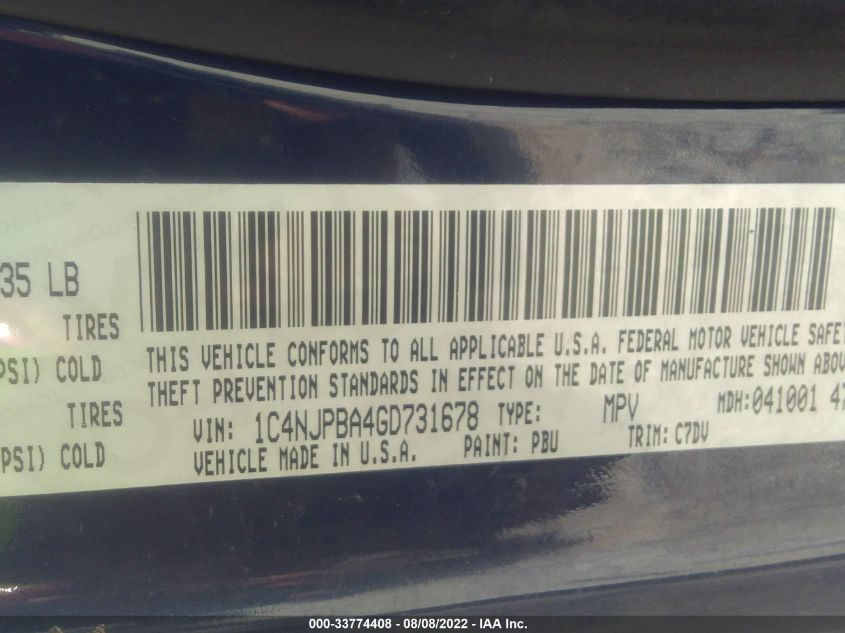 35 LB
TIRES
PSI) COLD
TIRES
PSI) COLD
THIS VEHICLE CONFORMS TO ALL APPLICABLE U.S.A. FEDERAL MOTOR VEHICLE SAFET
THEFT PREVENTION STANDARDS IN EFFECT ON THE DATE OF MANUFACTURE SHOWN ABOV
VIN: 1C4NJPBA4GD731678 TYPE: MPV MDH:041001 47
VEHICLE MADE IN U.S.A. PAINT: PBU TRIM: C7DV
000-33774408 - 08/08/2022 - IAA Inc.